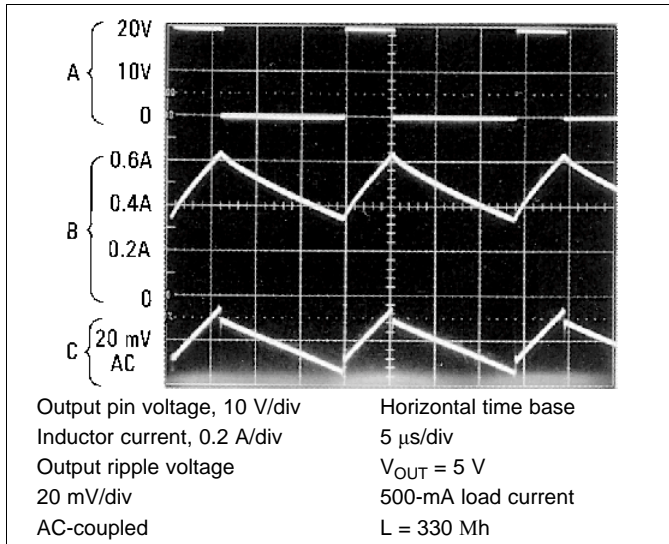 20V
A { 10V
0
0.6A
0.4A
B {
0.2A
0
C { 20 mV
AC
Output pin voltage, 10 V/div
Inductor current, 0.2 A/div
Output ripple voltage
20 mV/div
AC-coupled
Horizontal time base
5 μs/div
V_OUT = 5 V
500-mA load current
L = 330 Mh